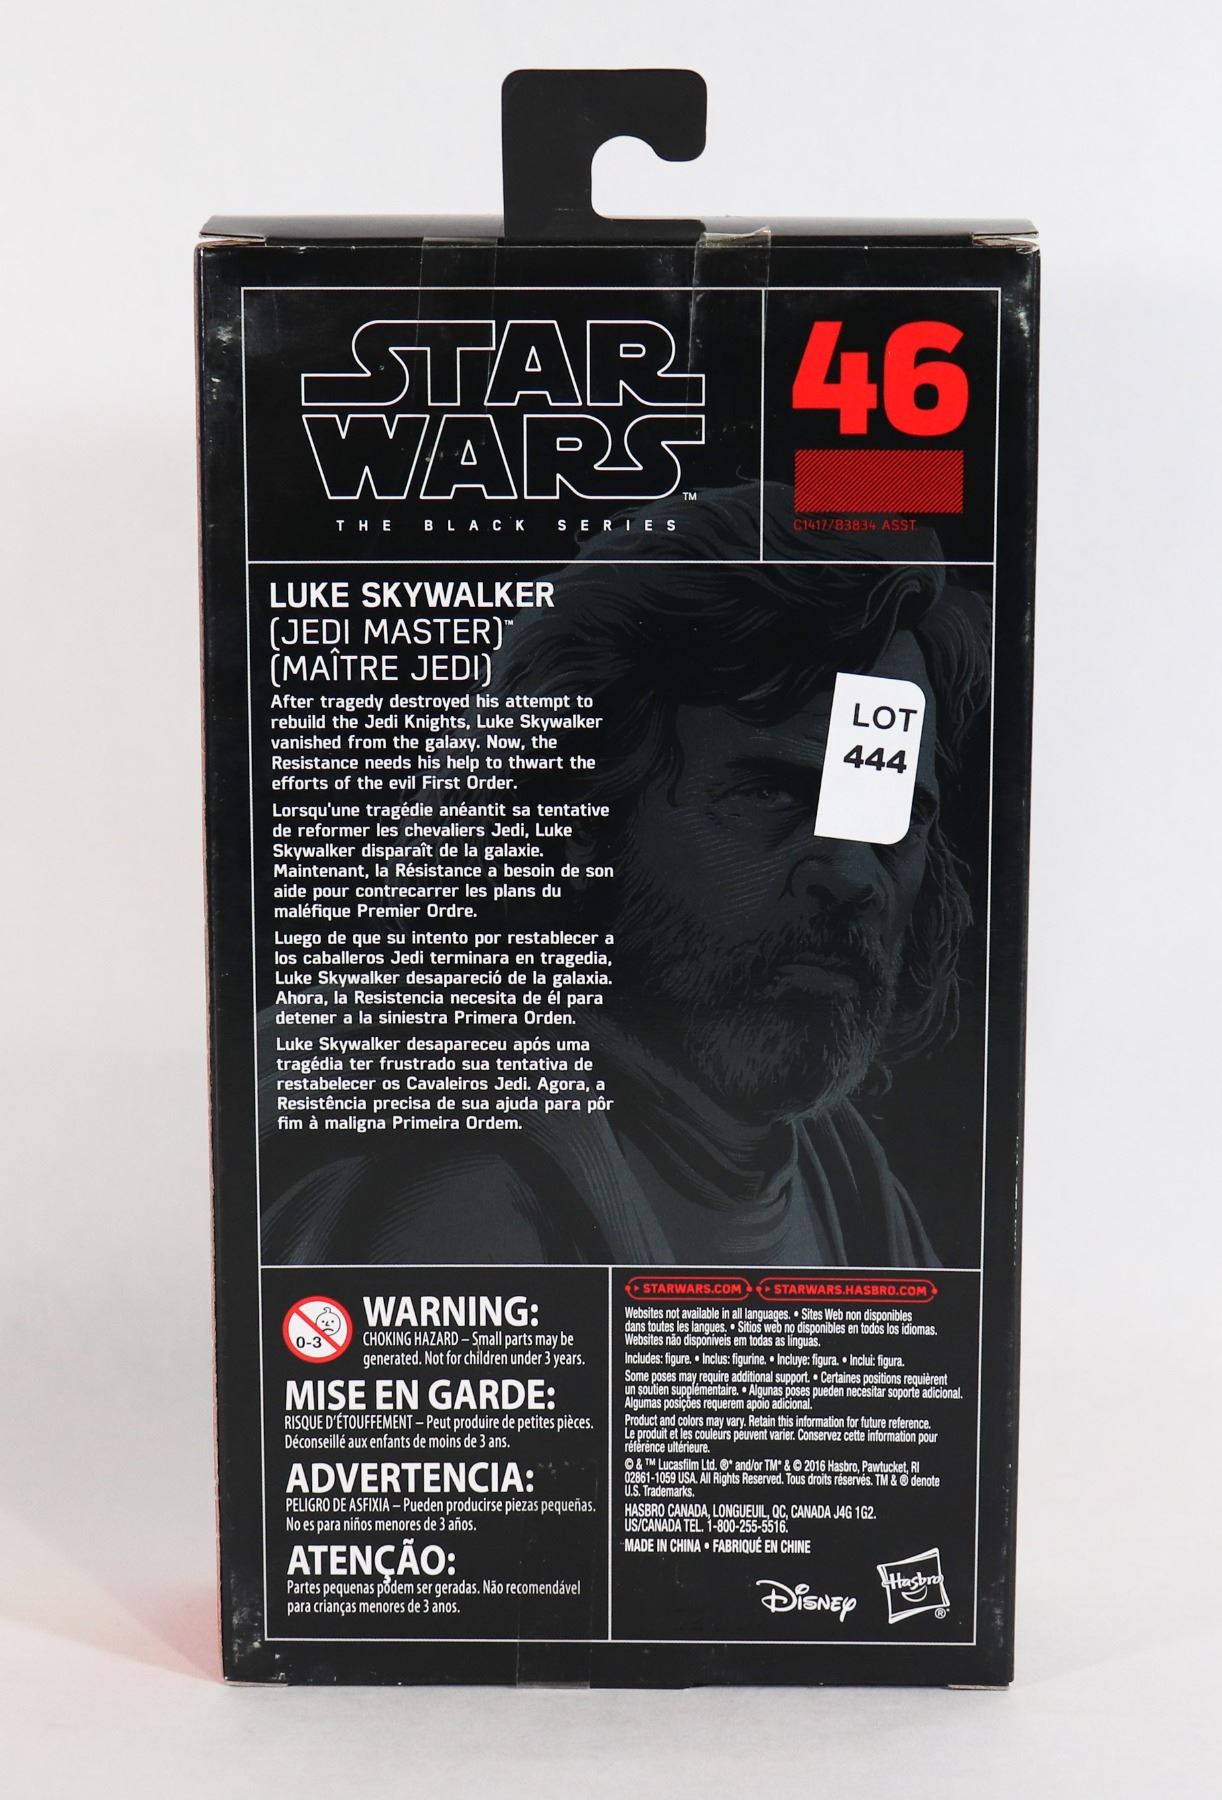 STAR
WARS
™
THE BLACK SERIES
46
C1417/B3834 ASST.
LUKE SKYWALKER
(JEDI MASTER)™
(MAÎTRE JEDI)
After tragedy destroyed his attempt to
rebuild the Jedi Knights, Luke Skywalker
vanished from the galaxy. Now, the
Resistance needs his help to thwart the
efforts of the evil First Order.
Lorsqu'une tragédie anéantit sa tentative
de reformer les chevaliers Jedi, Luke
Skywalker disparaît de la galaxie.
Maintenant, la Résistance a besoin de son
aide pour contrecarrer les plans du
maléfique Premier Ordre.
Luego de que su intento por restablecer a
los caballeros Jedi terminara en tragedia,
Luke Skywalker desapareció de la galaxia.
Ahora, la Resistencia necesita de él para
detener a la siniestra Primera Orden.
Luke Skywalker desapareceu após uma
tragédia ter frustrado sua tentativa de
restabelecer os Cavaleiros Jedi. Agora, a
Resistência precisa de sua ajuda para pôr
fim à maligna Primeira Ordem.
LOT
444
0-3
WARNING:
CHOKING HAZARD – Small parts may be
generated. Not for children under 3 years.
MISE EN GARDE:
RISQUE D'ÉTOUFFEMENT – Peut produire de petites pièces.
Déconseillé aux enfants de moins de 3 ans.
ADVERTENCIA:
PELIGRO DE ASFIXIA – Pueden producirse piezas pequeñas.
No es para niños menores de 3 años.
ATENÇÃO:
Partes pequenas podem ser geradas. Não recomendável
para crianças menores de 3 anos.
STARWARS.COM STARWARS.HASBRO.COM
Websites not available in all languages. • Sites Web non disponibles
dans toutes les langues. • Sitios web no disponibles en todos los idiomas.
Websites não disponíveis em todas as línguas.
Includes: figure. • Inclus: figurine. • Incluye: figura. • Inclui: figura.
Some poses may require additional support. • Certaines positions requièrent
un soutien supplémentaire. • Algunas poses pueden necesitar soporte adicional.
Algumas posições requerem apoio adicional.
Product and colors may vary. Retain this information for future reference.
Le produit et les couleurs peuvent varier. Conservez cette information pour
référence ultérieure.
© & ™ Lucasfilm Ltd. ®* and/or TM* & © 2016 Hasbro, Pawtucket, RI
02861-1059 USA. All Rights Reserved. Tous droits réservés. TM & ® denote
U.S. Trademarks.
HASBRO CANADA, LONGUEUIL, QC, CANADA J4G 1G2.
US/CANADA TEL. 1-800-255-5516.
MADE IN CHINA • FABRIQUÉ EN CHINE
DISNEY
Hasbro
®